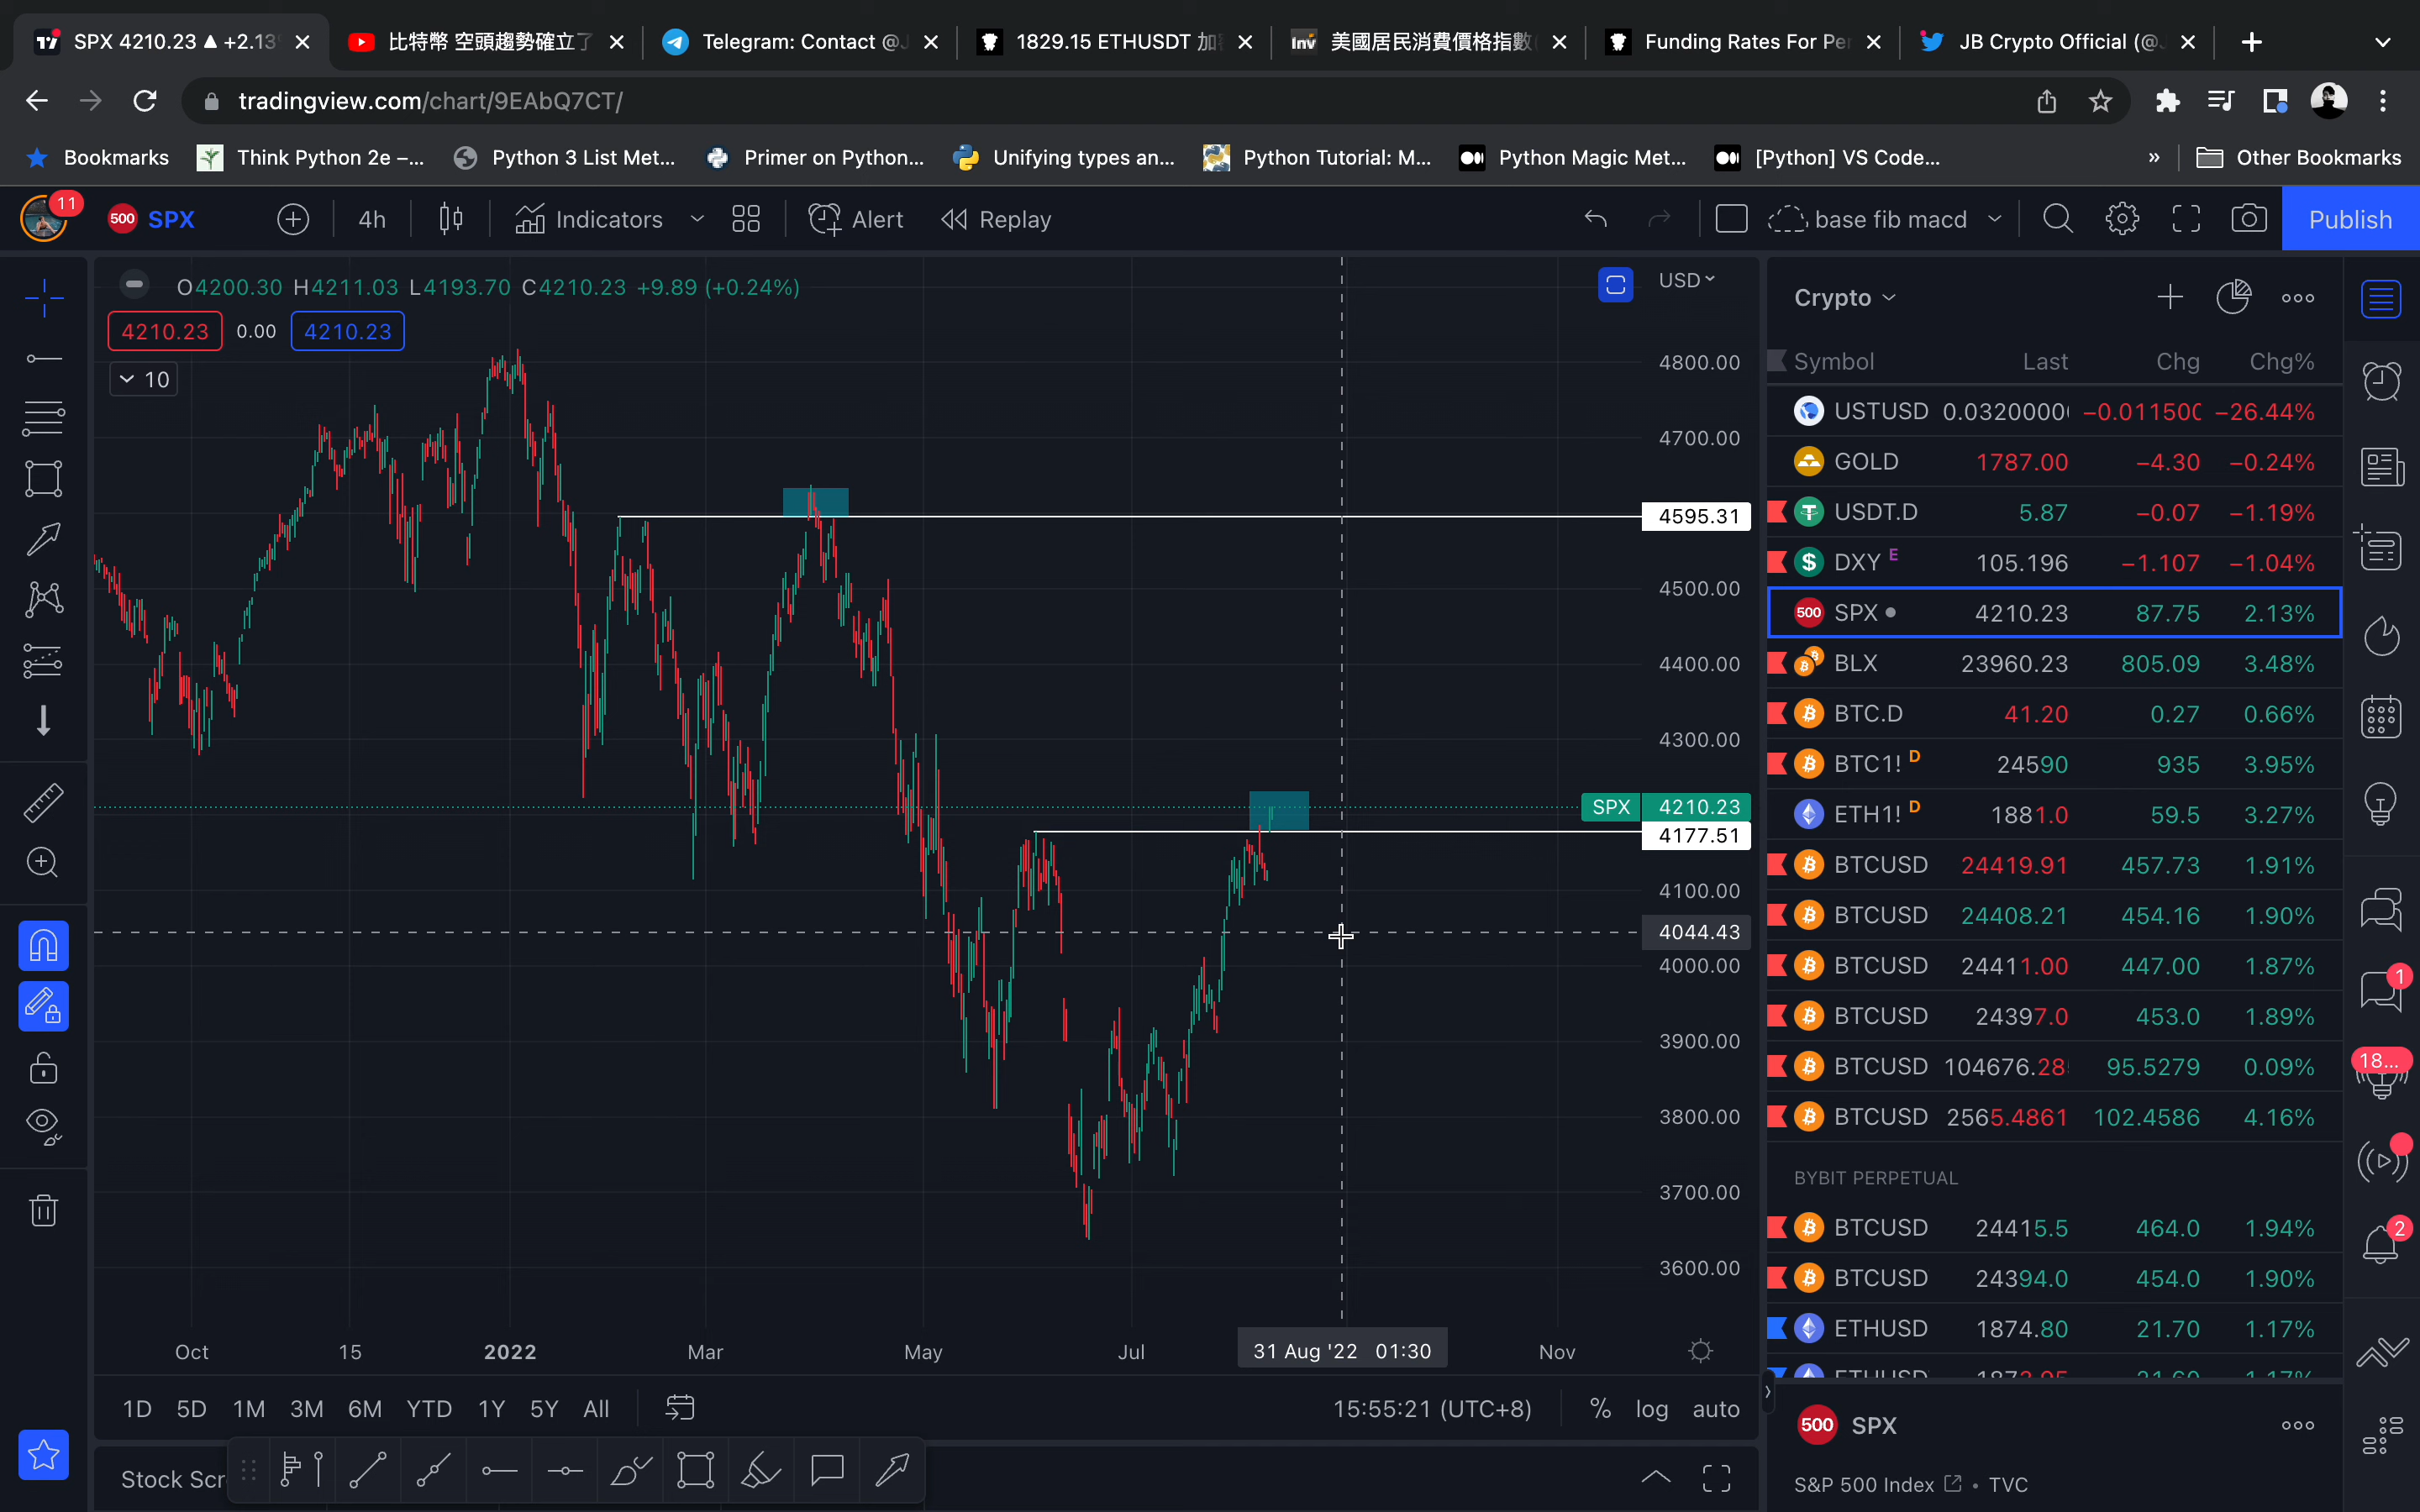 SPX 4210.23 ▲ +2.13%
比特幣 空頭趨勢確立了
Telegram: Contact @J
1829.15 ETHUSDT 加
美國居民消費價格指數
Funding Rates For Per
JB Crypto Official (@J
tradingview.com/chart/9EAbQ7CT/
Bookmarks
Think Python 2e –...
Python 3 List Met...
Primer on Python...
Unifying types an...
Python Tutorial: M...
Python Magic Met...
[Python] VS Code...
»
Other Bookmarks
11
500 SPX
4h
Indicators
Alert
Replay
base fib macd
Publish
O4200.30 H4211.03 L4193.70 C4210.23 +9.89 (+0.24%)
4210.23 0.00 4210.23
10
USD
4800.00
4700.00
4595.31
4500.00
4400.00
4300.00
SPX 4210.23
4177.51
4100.00
4044.43
4000.00
3900.00
3800.00
3700.00
3600.00
Oct 15 2022 Mar May Jul 31 Aug '22 01:30 Nov
1D 5D 1M 3M 6M YTD 1Y 5Y All
15:55:21 (UTC+8)
% log auto
Stock Scr
Crypto
Symbol Last Chg Chg%
USTUSD 0.0320000 −0.011500 −26.44%
GOLD 1787.00 −4.30 −0.24%
USDT.D 5.87 −0.07 −1.19%
DXY E 105.196 −1.107 −1.04%
500 SPX 4210.23 87.75 2.13%
BLX 23960.23 805.09 3.48%
BTC.D 41.20 0.27 0.66%
BTC1! D 24590 935 3.95%
ETH1! D 1881.0 59.5 3.27%
BTCUSD 24419.91 457.73 1.91%
BTCUSD 24408.21 454.16 1.90%
BTCUSD 24411.00 447.00 1.87%
BTCUSD 24397.0 453.0 1.89%
BTCUSD 104676.28 95.5279 0.09%
BTCUSD 2565.4861 102.4586 4.16%
BYBIT PERPETUAL
BTCUSD 24415.5 464.0 1.94%
BTCUSD 24394.0 454.0 1.90%
ETHUSD 1874.80 21.70 1.17%
500 SPX
S&P 500 Index • TVC
1
18...
2